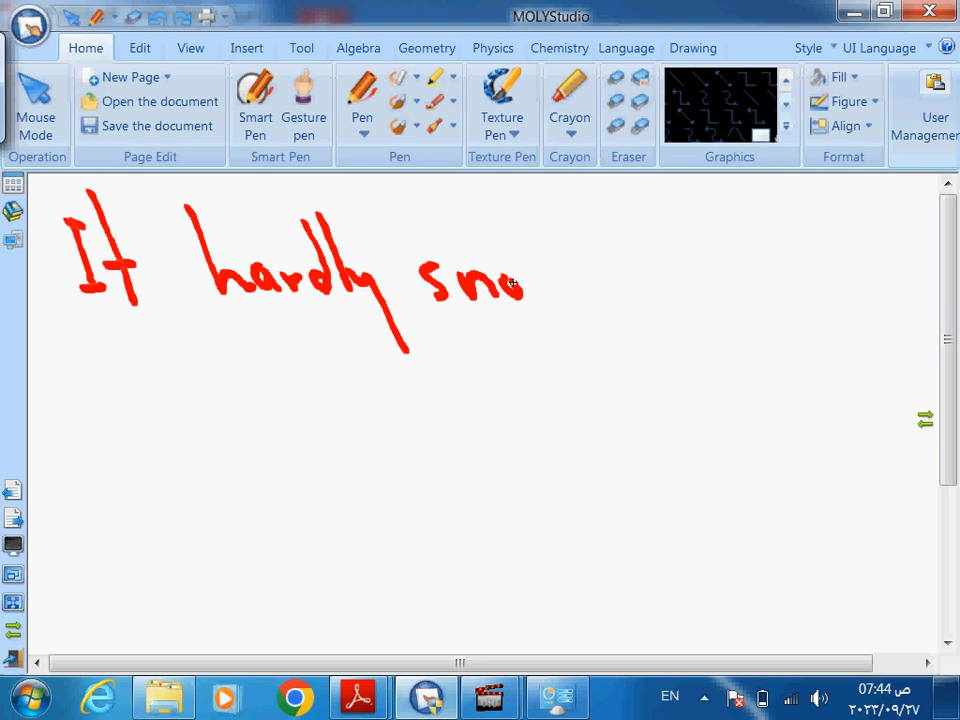 MOLYStudio
Home Edit View Insert Tool Algebra Geometry Physics Chemistry Language Drawing Style UI Language
Mouse Mode
New Page
Open the document
Save the document
Smart Pen
Gesture pen
Pen
Texture Pen
Crayon
Fill
Figure
Align
User Managemen
Operation Page Edit Smart Pen Pen Texture Pen Crayon Eraser Graphics Format
It hardly sno
EN
07:44 ص
٢٠٢٣/٠٩/٢٧